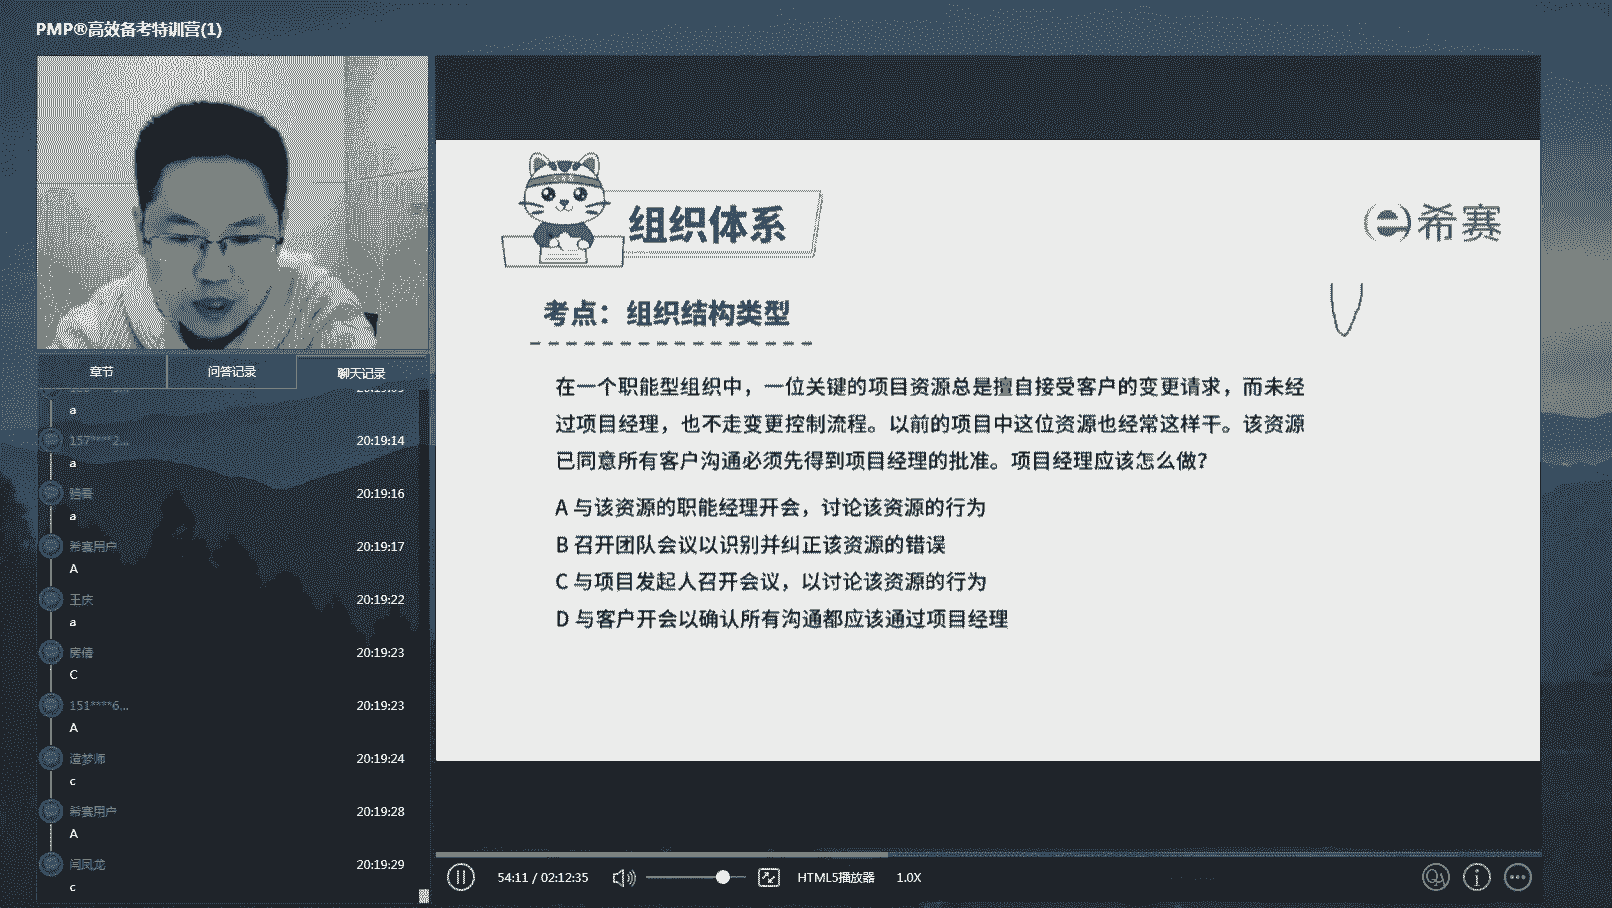 PMP®高效备考特训营(1)
章节
问答记录
聊天记录
a
157****2...
20:19:14
a
20:19:16
a
希赛用户
20:19:17
A
王庆
20:19:22
a
房倩
20:19:23
C
151****6...
20:19:23
A
造梦师
20:19:24
c
希赛用户
20:19:28
A
闫凤龙
20:19:29
c
组织体系
希赛
考点：组织结构类型
在一个职能型组织中，一位关键的项目资源总是擅自接受客户的变更请求，而未经
过项目经理，也不走变更控制流程。以前的项目中这位资源也经常这样干。该资源
已同意所有客户沟通必须先得到项目经理的批准。项目经理应该怎么做?
A 与该资源的职能经理开会，讨论该资源的行为
B 召开团队会议以识别并纠正该资源的错误
C 与项目发起人召开会议，以讨论该资源的行为
D 与客户开会以确认所有沟通都应该通过项目经理
54:11 / 02:12:35
HTML5播放器
1.0X